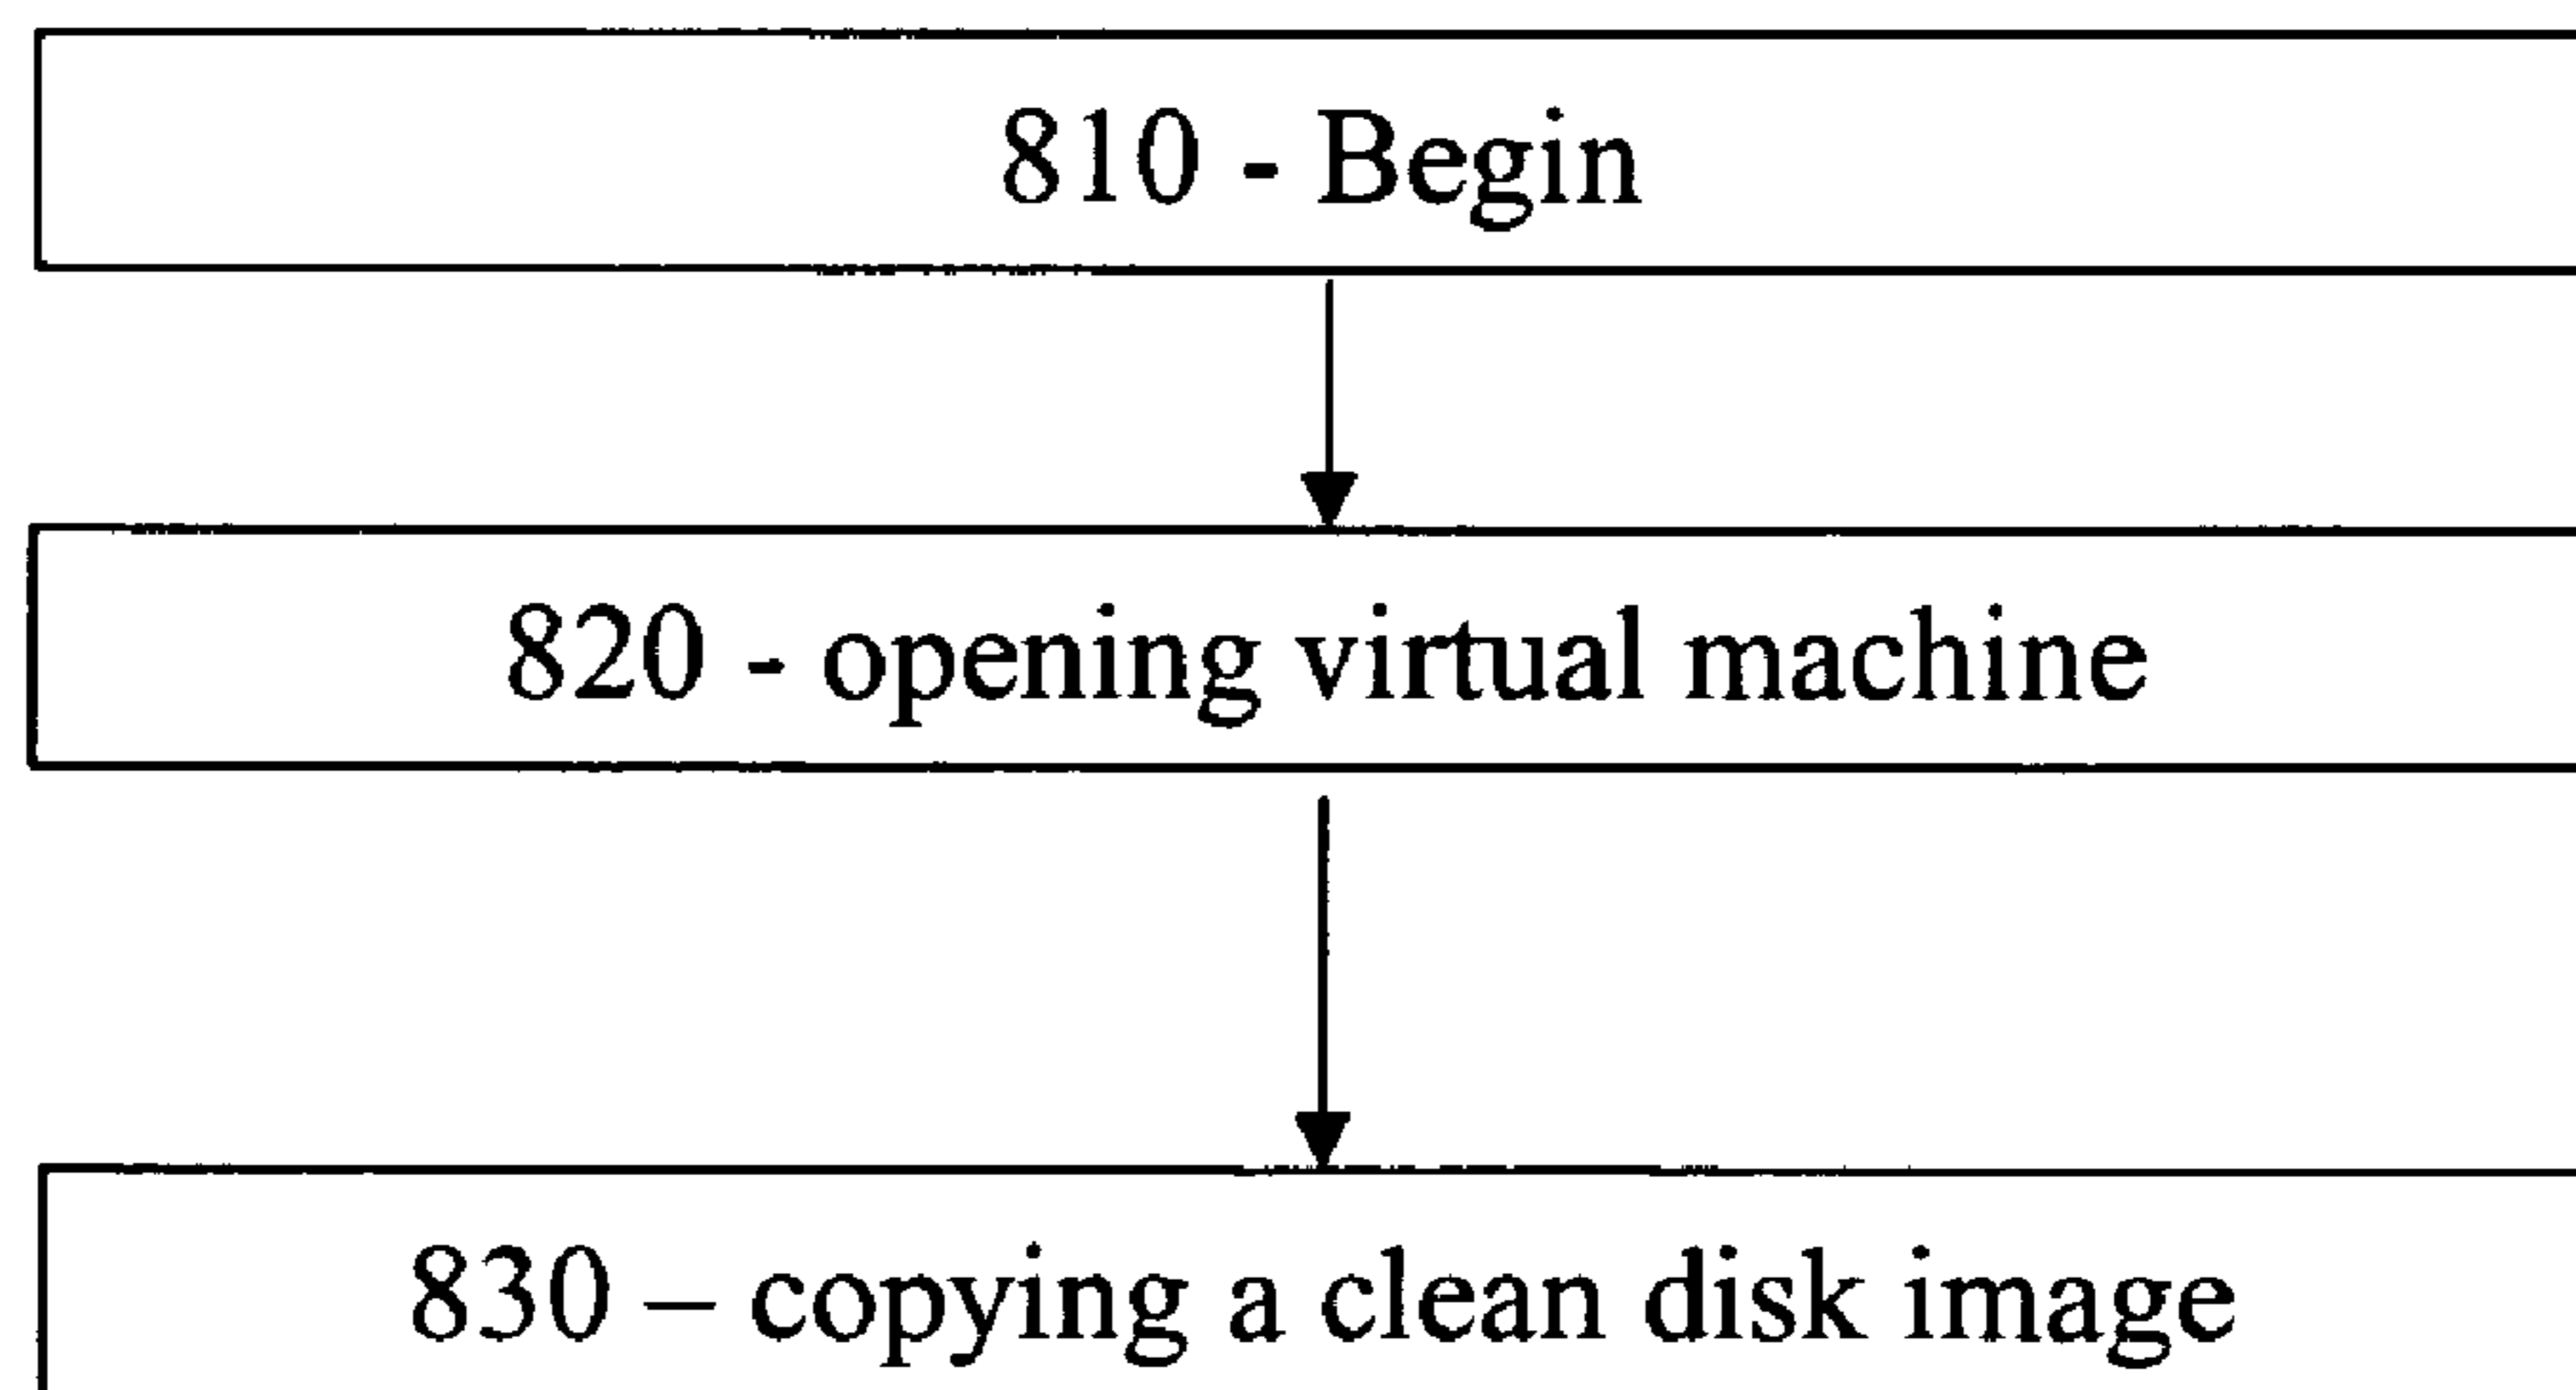 810 - Begin
820 - opening virtual machine
830 – copying a clean disk image